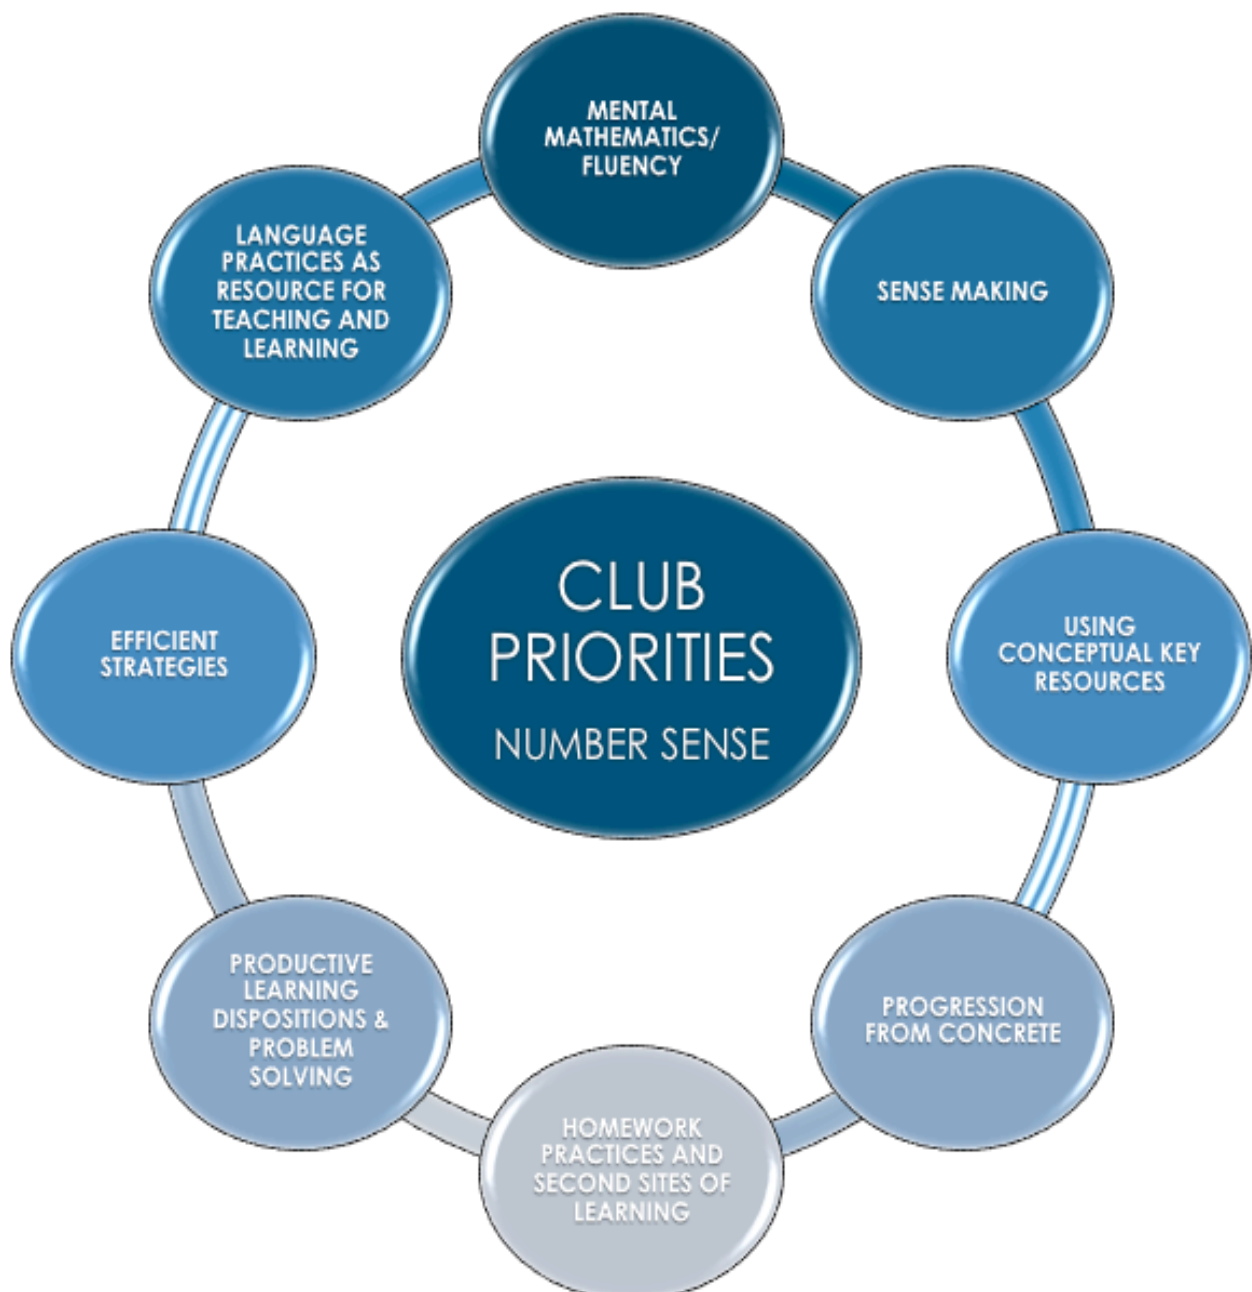 MENTAL
MATHEMATICS/
FLUENCY
SENSE MAKING
USING
CONCEPTUAL KEY
RESOURCES
PROGRESSION
FROM CONCRETE
HOMEWORK
PRACTICES AND
SECOND SITES OF
LEARNING
PRODUCTIVE
LEARNING
DISPOSITIONS &
PROBLEM
SOLVING
EFFICIENT
STRATEGIES
LANGUAGE
PRACTICES AS
RESOURCE FOR
TEACHING AND
LEARNING
CLUB
PRIORITIES
NUMBER SENSE